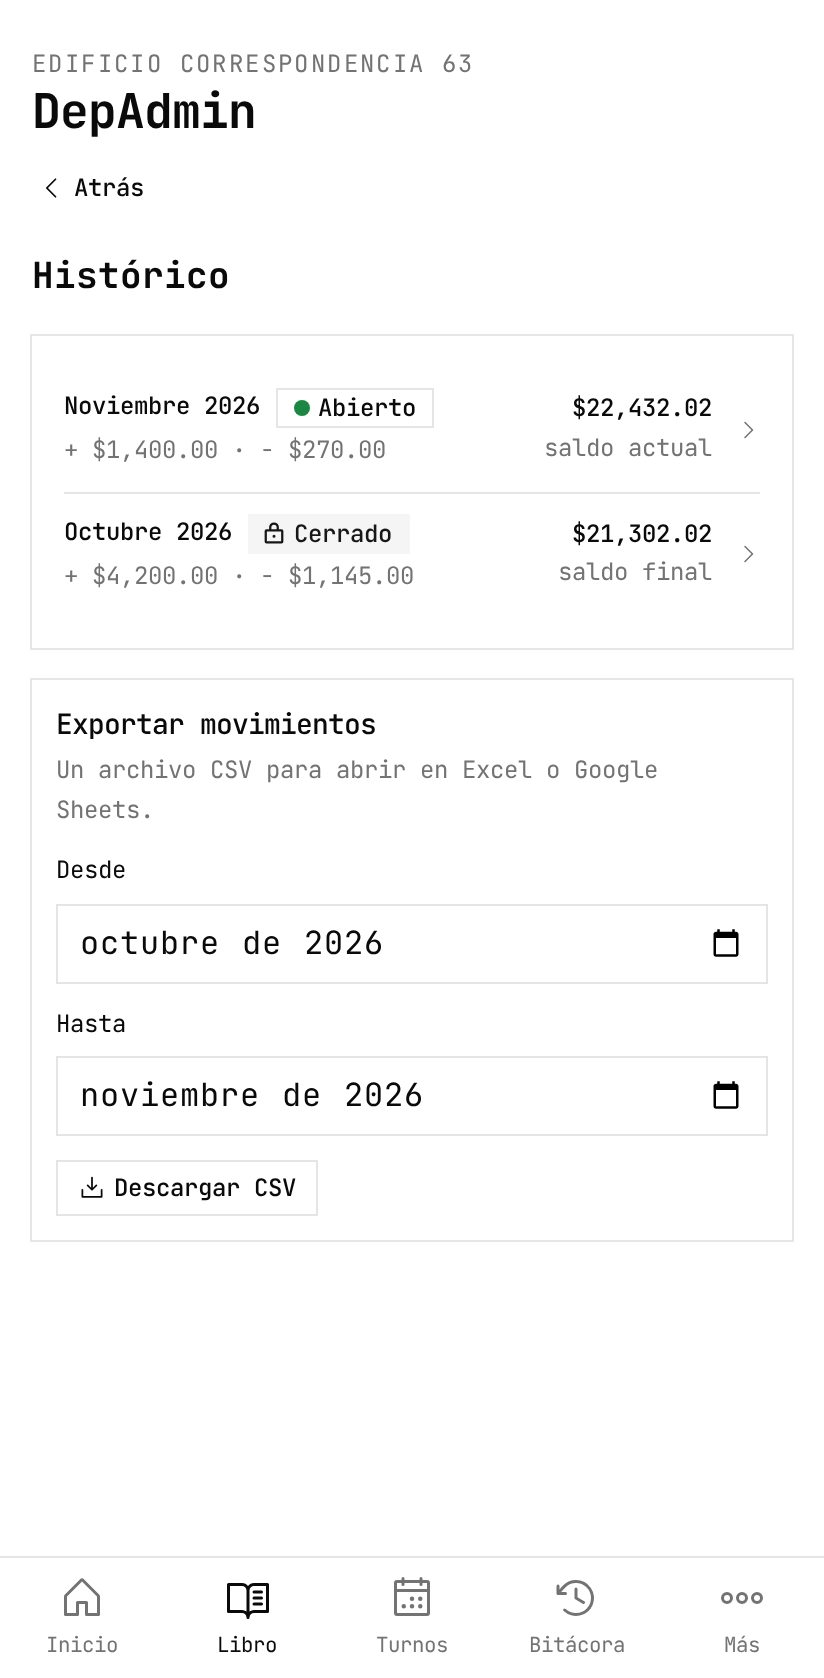 EDIFICIO CORRESPONDENCIA 63
DepAdmin
Atrás
Histórico
Noviembre 2026 Abierto $22,432.02
+ $1,400.00 · - $270.00 saldo actual
Octubre 2026 Cerrado $21,302.02
+ $4,200.00 · - $1,145.00 saldo final
Exportar movimientos
Un archivo CSV para abrir en Excel o Google
Sheets.
Desde
octubre de 2026
Hasta
noviembre de 2026
Descargar CSV
Inicio Libro Turnos Bitácora Más